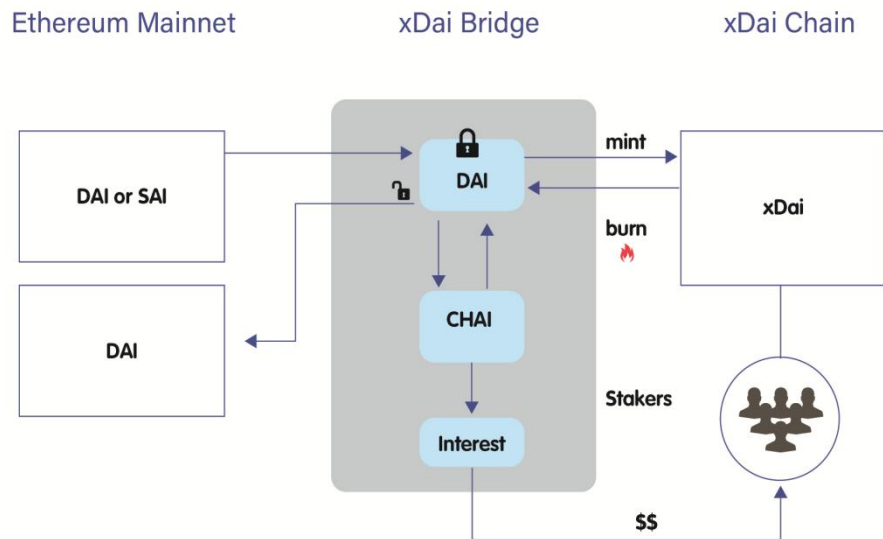 Ethereum Mainnet
xDai Bridge
xDai Chain
DAI or SAI
DAI
mint
xDai
burn
DAI
CHAI
Stakers
Interest
$$